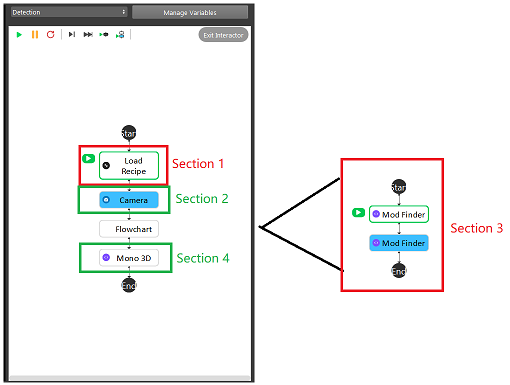 Detection
Manage Variables
Exit Interactor
Start
Load
Recipe
Section 1
Camera
Section 2
Flowchart
Mono 3D
Section 4
End
Start
Mod Finder
Mod Finder
Section 3
End